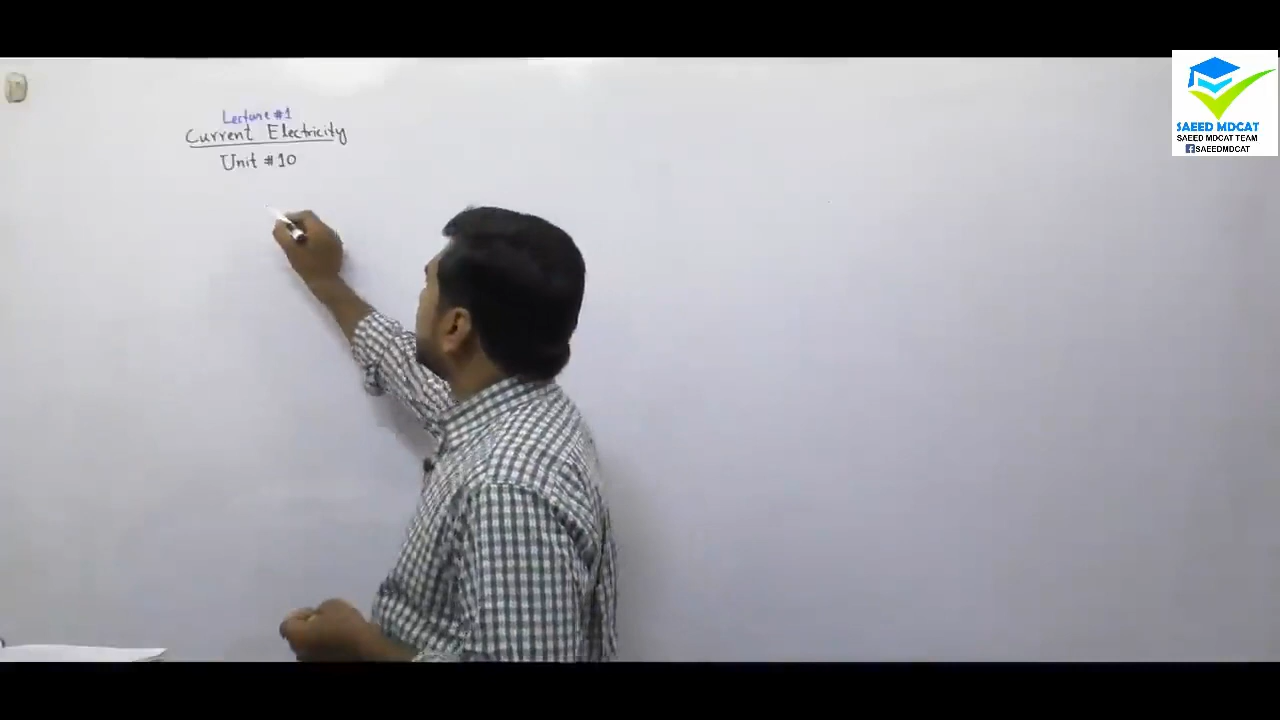 Lecture #1
Current Electricity
Unit #10
SAEED MDCAT
SAEED MDCAT TEAM
SAEEDMDCAT